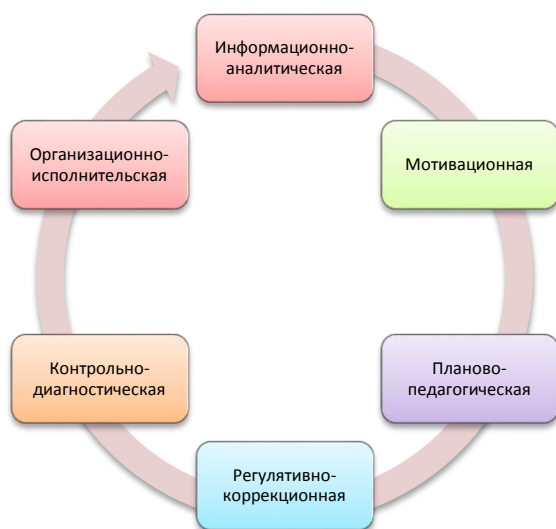 Информационно-
аналитическая
Мотивационная
Планово-
педагогическая
Регулятивно-
коррекционная
Контрольно-
диагностическая
Организационно-
исполнительская